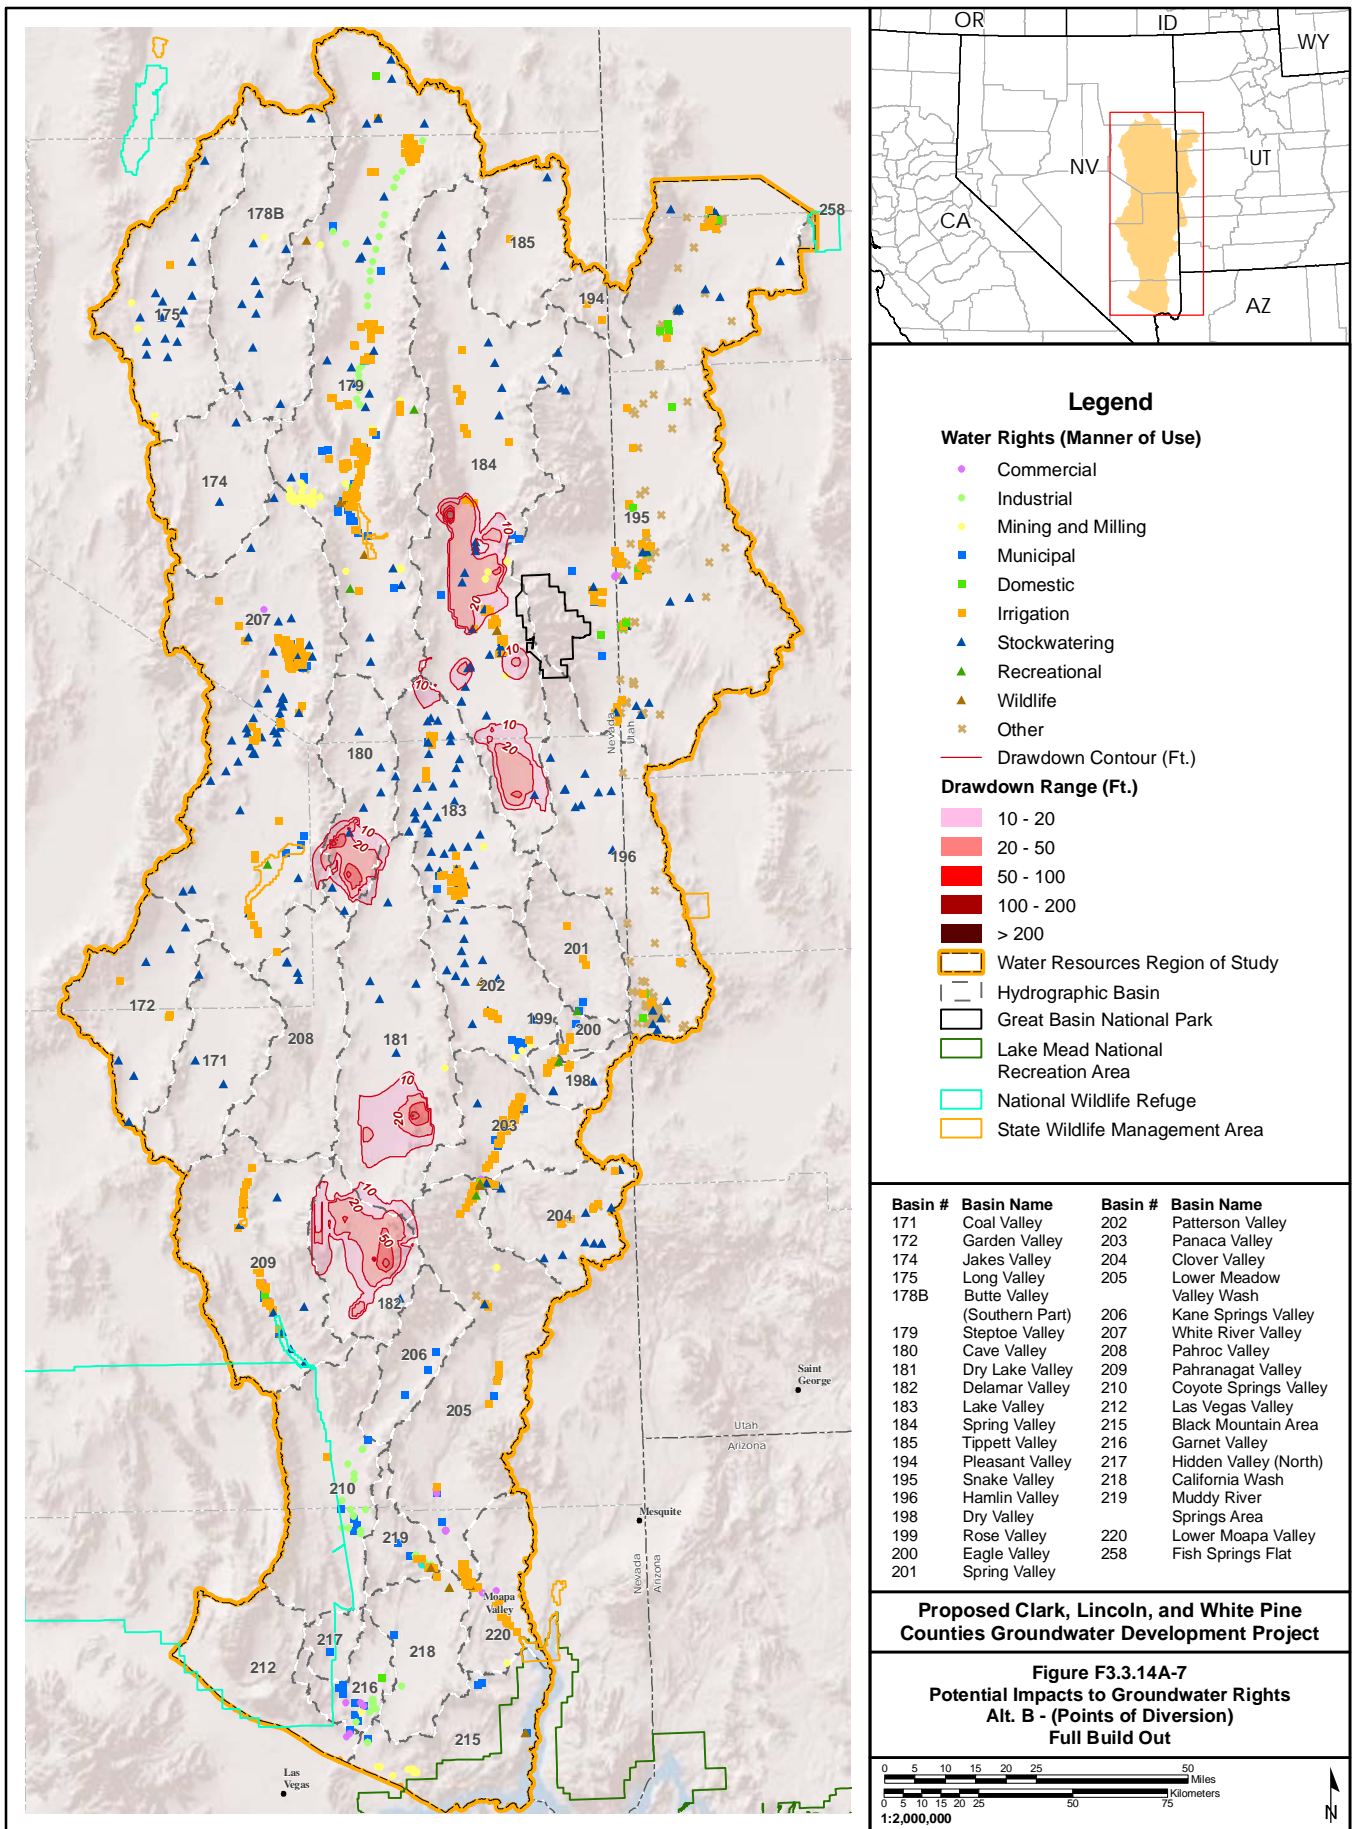 OR
ID
WY
NV
UT
CA
AZ
258
178B
185
194
175
179
184
174
195
10
20
207
10
10
Nevada
Utah
10
20
180
183
10
20
196
201
202
172
199
200
208
181
171
198
10
20
203
10
20
204
50
209
182
206
Saint
George
205
Utah
Arizona
210
Mesquite
219
Nevada
Arizona
Moapa
Valley
220
217
218
212
216
215
Las
Vegas
Legend
Water Rights (Manner of Use)
Commercial
Industrial
Mining and Milling
Municipal
Domestic
Irrigation
Stockwatering
Recreational
Wildlife
Other
Drawdown Contour (Ft.)
Drawdown Range (Ft.)
10 - 20
20 - 50
50 - 100
100 - 200
> 200
Water Resources Region of Study
Hydrographic Basin
Great Basin National Park
Lake Mead National
Recreation Area
National Wildlife Refuge
State Wildlife Management Area
Basin # Basin Name Basin # Basin Name
171 Coal Valley 202 Patterson Valley
172 Garden Valley 203 Panaca Valley
174 Jakes Valley 204 Clover Valley
175 Long Valley 205 Lower Meadow
178B Butte Valley Valley Wash
(Southern Part) 206 Kane Springs Valley
179 Steptoe Valley 207 White River Valley
180 Cave Valley 208 Pahroc Valley
181 Dry Lake Valley 209 Pahranagat Valley
182 Delamar Valley 210 Coyote Springs Valley
183 Lake Valley 212 Las Vegas Valley
184 Spring Valley 215 Black Mountain Area
185 Tippett Valley 216 Garnet Valley
194 Pleasant Valley 217 Hidden Valley (North)
195 Snake Valley 218 California Wash
196 Hamlin Valley 219 Muddy River
198 Dry Valley Springs Area
199 Rose Valley 220 Lower Moapa Valley
200 Eagle Valley 258 Fish Springs Flat
201 Spring Valley
Proposed Clark, Lincoln, and White Pine
Counties Groundwater Development Project
Figure F3.3.14A-7
Potential Impacts to Groundwater Rights
Alt. B - (Points of Diversion)
Full Build Out
0 5 10 15 20 25 50
Miles
Kilometers
0 5 10 15 20 25 50 75
1:2,000,000
N